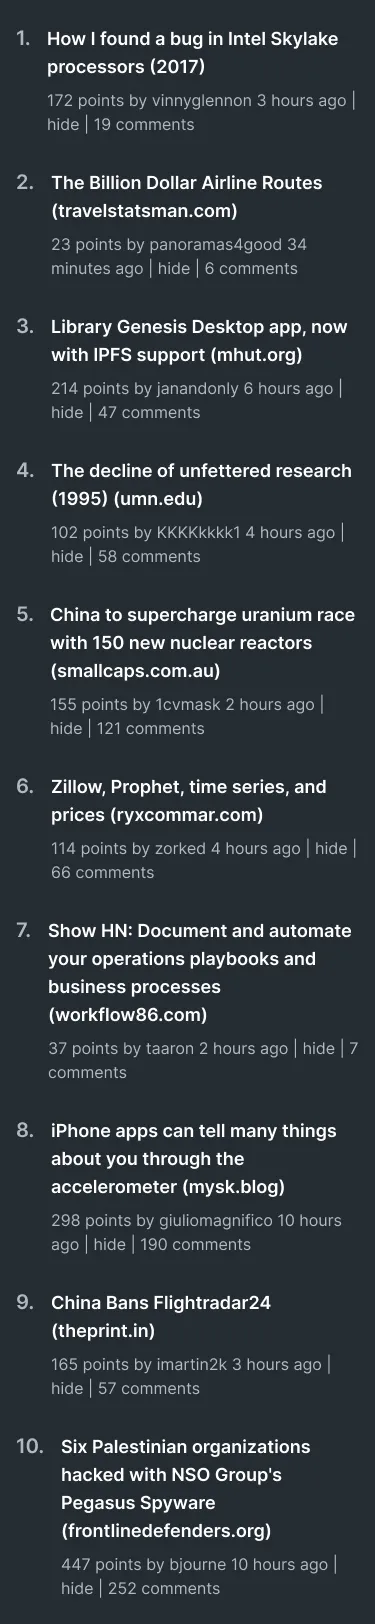 1. How I found a bug in Intel Skylake
processors (2017)
172 points by vinnyglennon 3 hours ago |
hide | 19 comments
2. The Billion Dollar Airline Routes
(travelstatsman.com)
23 points by panoramas4good 34
minutes ago | hide | 6 comments
3. Library Genesis Desktop app, now
with IPFS support (mhut.org)
214 points by janandonly 6 hours ago |
hide | 47 comments
4. The decline of unfettered research
(1995) (umn.edu)
102 points by KKKKkkkk1 4 hours ago |
hide | 58 comments
5. China to supercharge uranium race
with 150 new nuclear reactors
(smallcaps.com.au)
155 points by 1cvmask 2 hours ago |
hide | 121 comments
6. Zillow, Prophet, time series, and
prices (ryxcommar.com)
114 points by zorked 4 hours ago | hide |
66 comments
7. Show HN: Document and automate
your operations playbooks and
business processes
(workflow86.com)
37 points by taaron 2 hours ago | hide | 7
comments
8. iPhone apps can tell many things
about you through the
accelerometer (mysk.blog)
298 points by giuliomagnifico 10 hours
ago | hide | 190 comments
9. China Bans Flightradar24
(theprint.in)
165 points by imartin2k 3 hours ago |
hide | 57 comments
10. Six Palestinian organizations
hacked with NSO Group's
Pegasus Spyware
(frontlinedefenders.org)
447 points by bjourne 10 hours ago |
hide | 252 comments